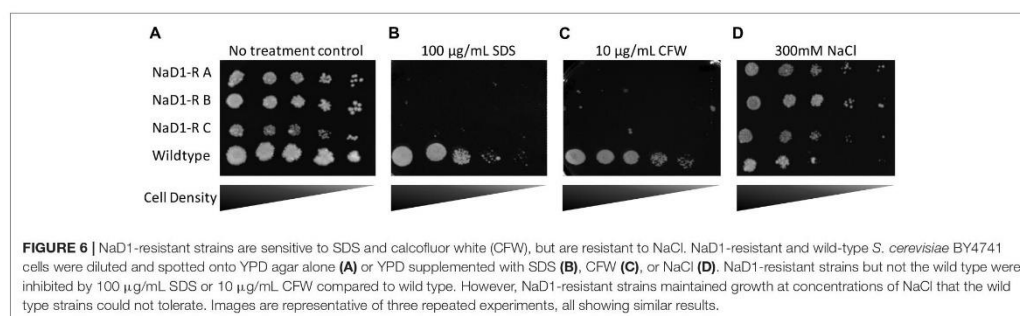 A
B
C
D
No treatment control
100 µg/mL SDS
10 µg/mL CFW
300mM NaCl
NaD1-R A
NaD1-R B
NaD1-R C
Wildtype
Cell Density
FIGURE 6 | NaD1-resistant strains are sensitive to SDS and calcofluor white (CFW), but are resistant to NaCl. NaD1-resistant and wild-type S. cerevisiae BY4741
cells were diluted and spotted onto YPD agar alone (A) or YPD supplemented with SDS (B), CFW (C), or NaCl (D). NaD1-resistant strains but not the wild type were
inhibited by 100 µg/mL SDS or 10 µg/mL CFW compared to wild type. However, NaD1-resistant strains maintained growth at concentrations of NaCl that the wild
type strains could not tolerate. Images are representative of three repeated experiments, all showing similar results.